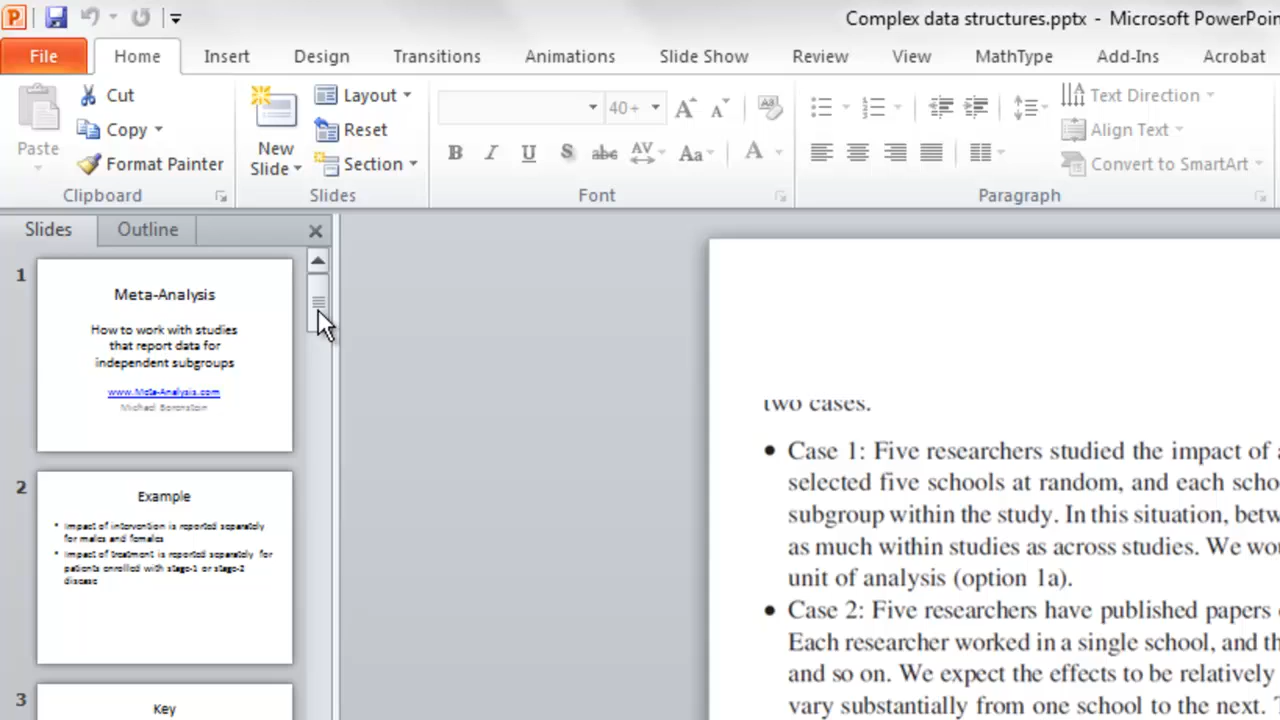 Complex data structures.pptx - Microsoft PowerPoin
File Home Insert Design Transitions Animations Slide Show Review View MathType Add-Ins Acrobat
Paste
Cut
Copy
Format Painter
Clipboard
New
Slide
Layout
Reset
Section
Slides
40+
B I U S abc AV Aa A
Font
Text Direction
Align Text
Convert to SmartArt
Paragraph
Slides Outline
1
Meta-Analysis
How to work with studies
that report data for
independent subgroups
www.Meta-Analysis.com
Michael Borenstein
2
Example
• Impact of intervention is reported separately
for males and females
• Impact of treatment is reported separately for
patients enrolled with stage-1 or stage-2
disease
3
Key
two cases.
• Case 1: Five researchers studied the impact of
selected five schools at random, and each scho
subgroup within the study. In this situation, betw
as much within studies as across studies. We wou
unit of analysis (option 1a).
• Case 2: Five researchers have published papers
Each researcher worked in a single school, and th
and so on. We expect the effects to be relatively
vary substantially from one school to the next.